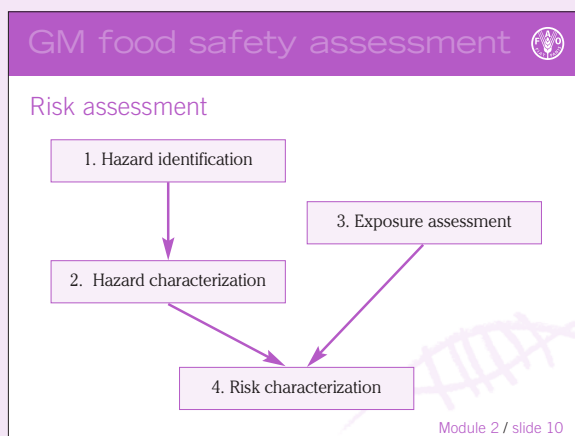 GM food safety assessment
Risk assessment
1. Hazard identification
3. Exposure assessment
2. Hazard characterization
4. Risk characterization
Module 2 / slide 10